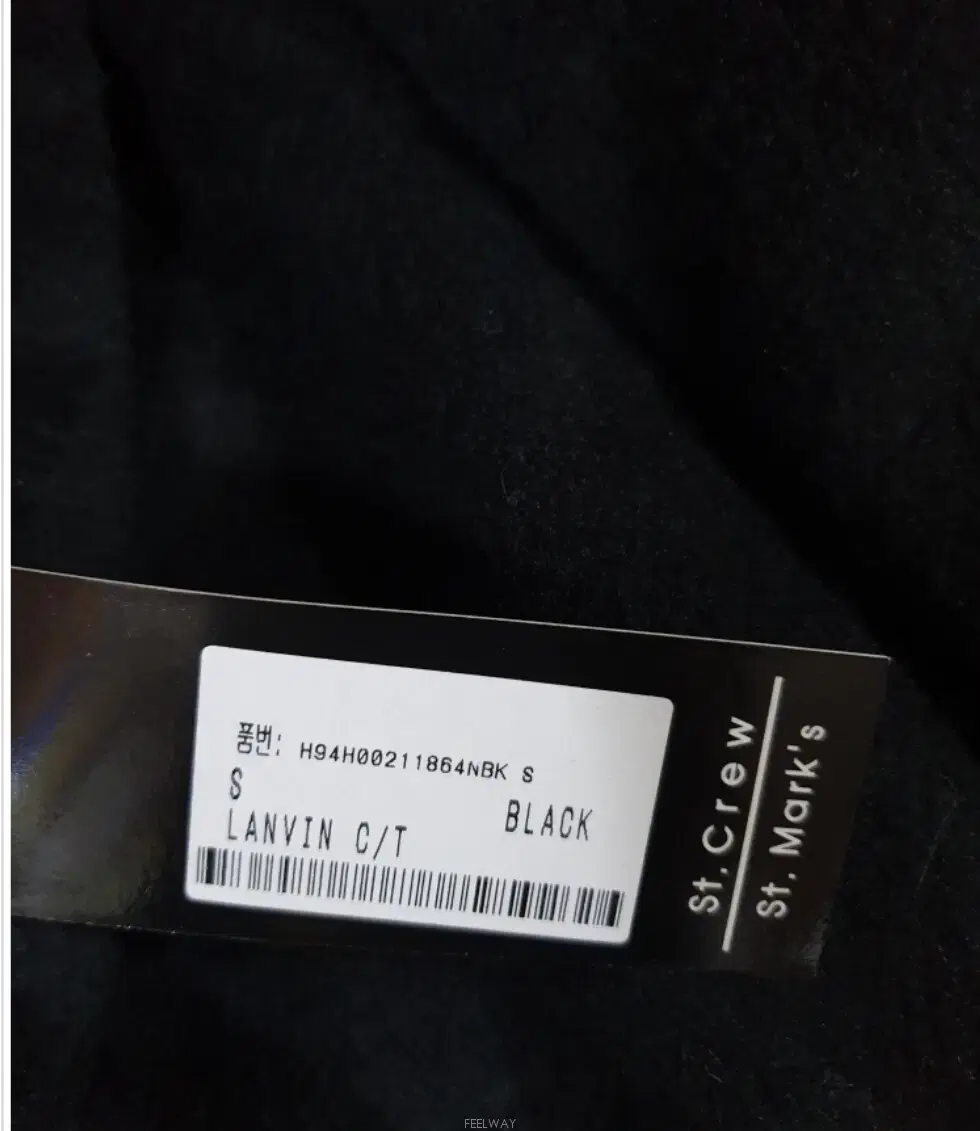 품번: H94H00211864NBK S
S
BLACK
LANVIN C/T
St.Crew
St.Mark's
FEELWAY